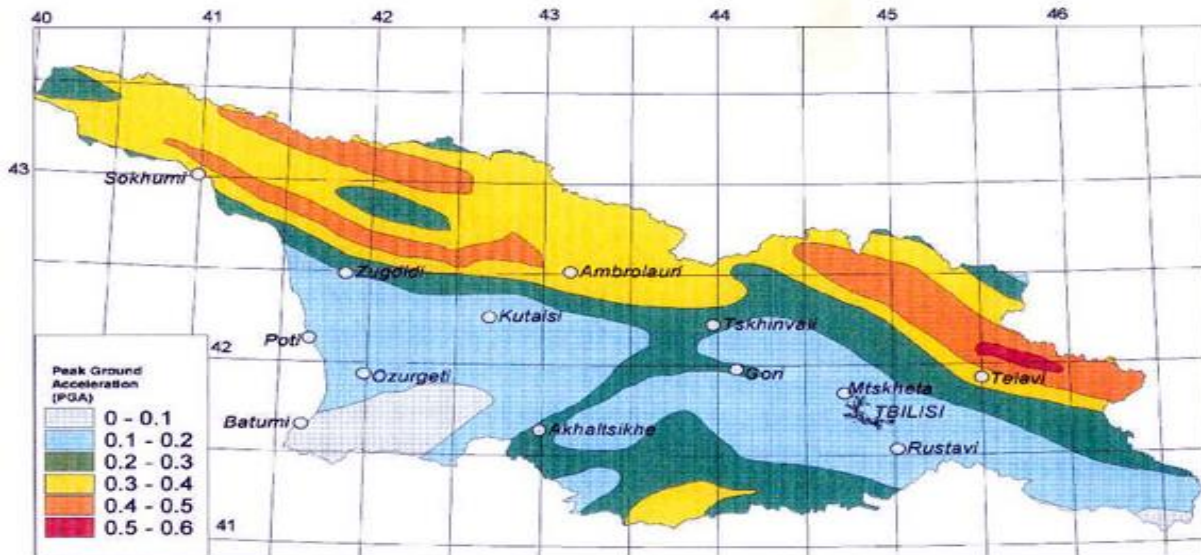 40 41 42 43 44 45 46
43
Sokhumi
Zugdidi
Ambrolauri
Kutaisi
Tskhinvali
Poti
42
Ozurgeti
Gori
Telavi
Mtskheta
TBILISI
Batumi
Akhaltsikhe
Rustavi
41
Peak Ground
Acceleration
(PGA)
0 - 0.1
0.1 - 0.2
0.2 - 0.3
0.3 - 0.4
0.4 - 0.5
0.5 - 0.6